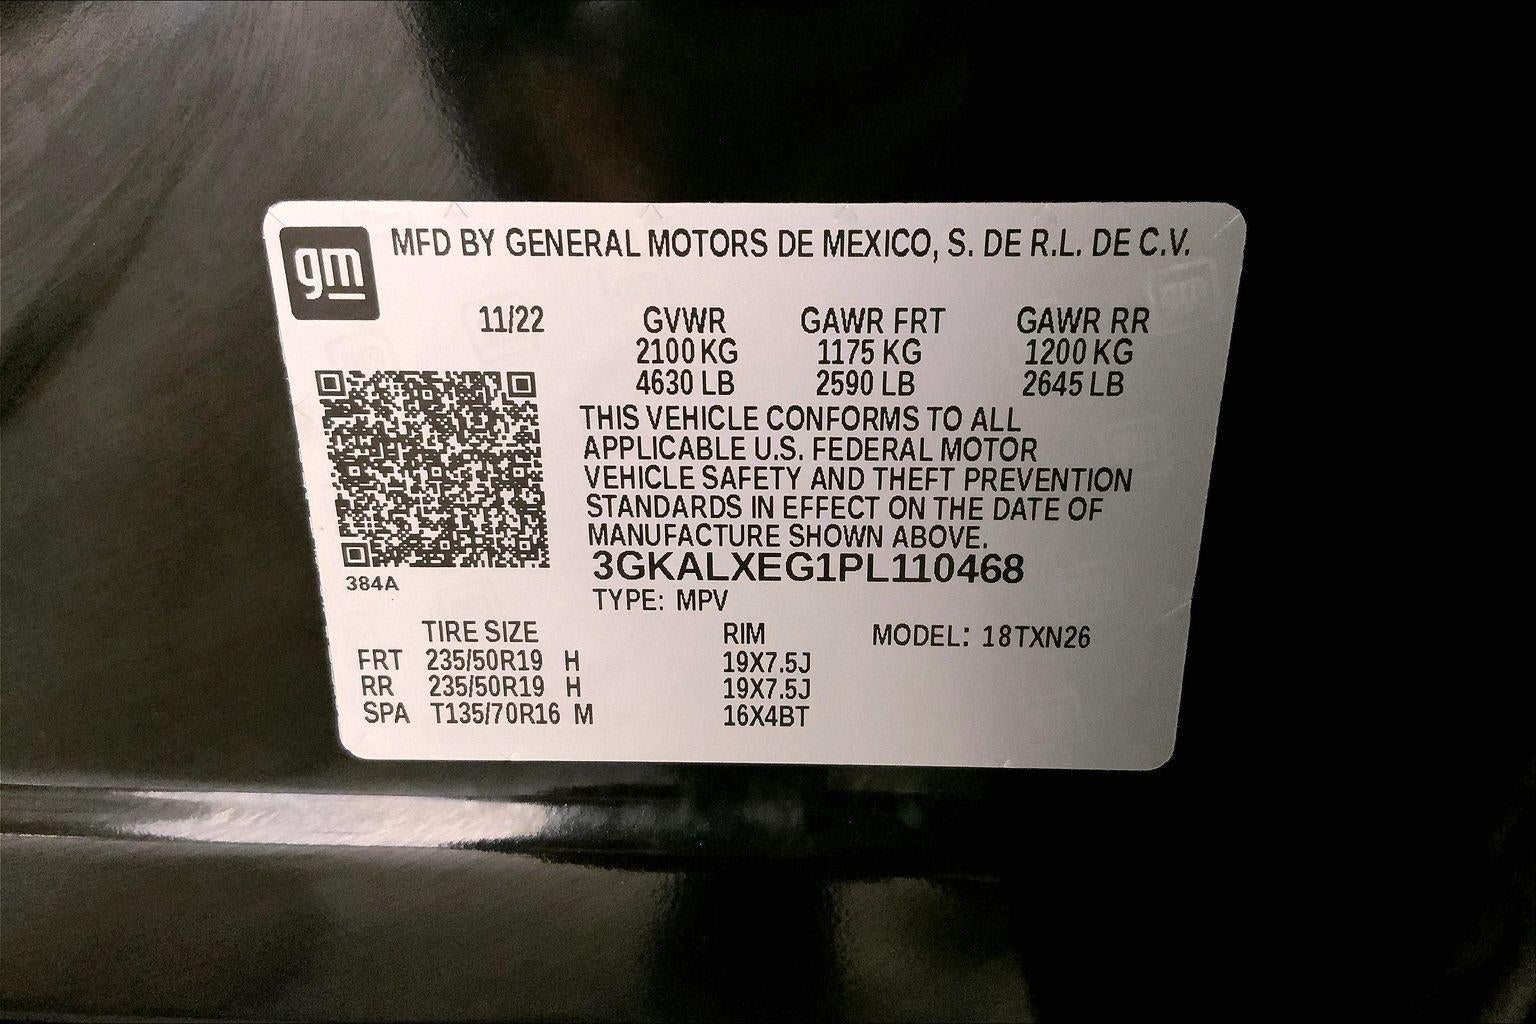 gm
MFD BY GENERAL MOTORS DE MEXICO, S. DE R.L. DE C.V.
11/22 GVWR GAWR FRT GAWR RR
2100 KG 1175 KG 1200 KG
4630 LB 2590 LB 2645 LB
THIS VEHICLE CONFORMS TO ALL
APPLICABLE U.S. FEDERAL MOTOR
VEHICLE SAFETY AND THEFT PREVENTION
STANDARDS IN EFFECT ON THE DATE OF
MANUFACTURE SHOWN ABOVE.
3GKALXEG1PL110468
384A
TYPE: MPV
TIRE SIZE RIM MODEL: 18TXN26
FRT 235/50R19 H 19X7.5J
RR 235/50R19 H 19X7.5J
SPA T135/70R16 M 16X4BT